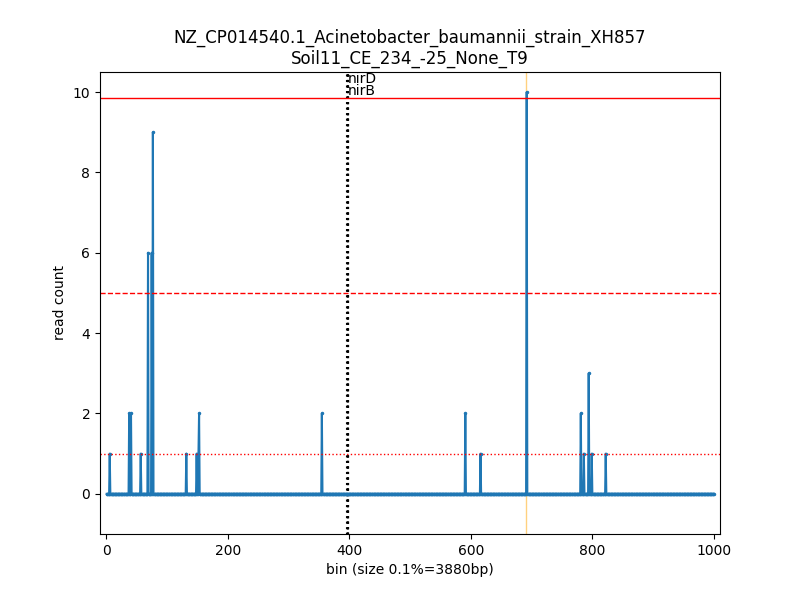 NZ_CP014540.1_Acinetobacter_baumannii_strain_XH857
Soil11_CE_234_-25_None_T9
nirD
nirB
10
8
6
4
2
0
read count
0 200 400 600 800 1000
bin (size 0.1%=3880bp)